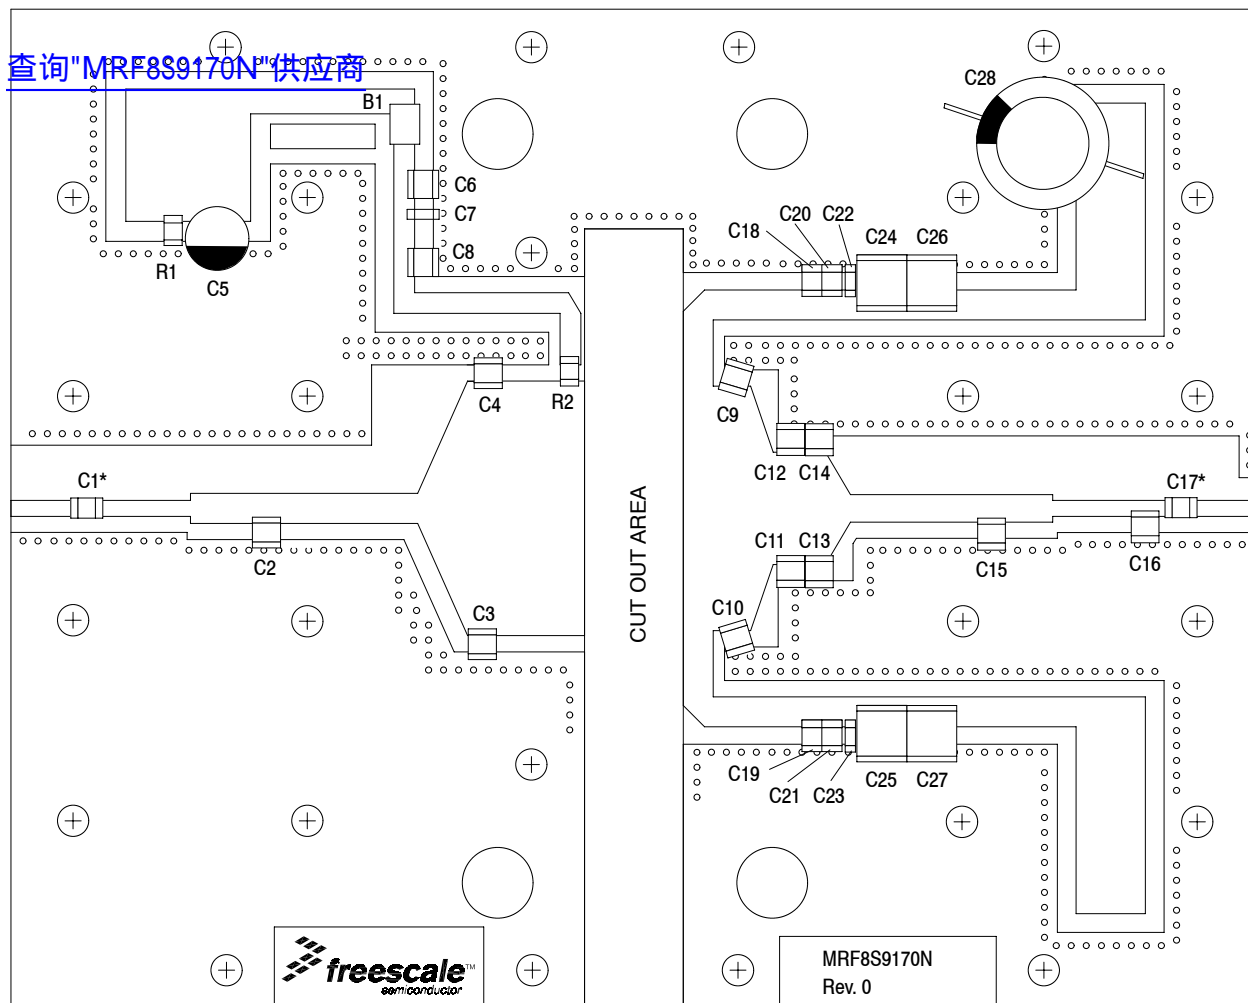 查询"MRF8S9170N"供应商
C28
B1
C6
C7
C8
C20 C22
C18
C24 C26
R1
C5
C4
R2
C9
C12 C14
C1*
C17*
CUT OUT AREA
C2
C11 C13
C15
C16
C3
C10
C19
C21 C23
C25 C27
freescale™
semiconductor
MRF8S9170N
Rev. 0